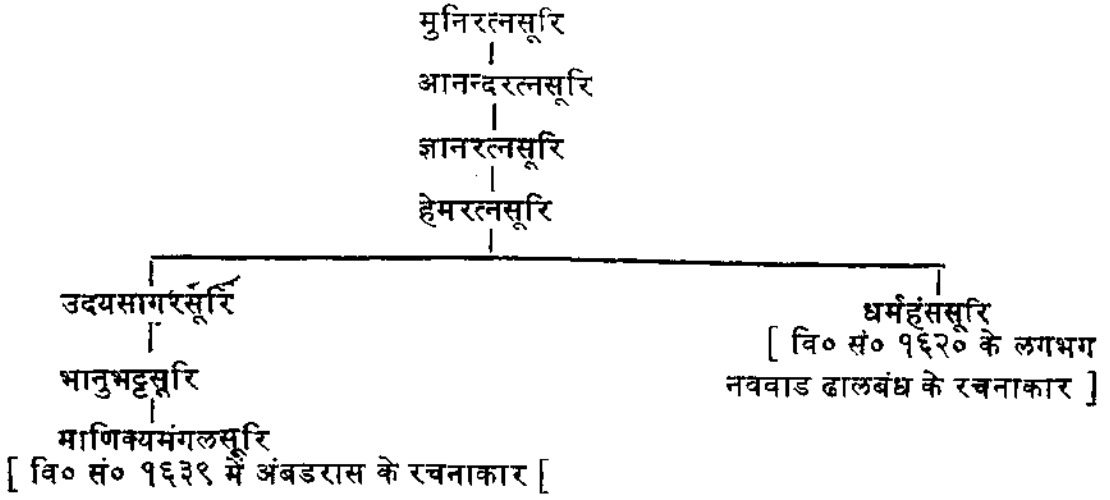 मुनिरत्नसूरि
आनन्दरत्नसूरि
ज्ञानरत्नसूरि
हेमरत्नसूरि
उदयसागरसूरि
धर्महंससूरि
[ वि० सं० १६२० के लगभग
नववाड ढालबंध के रचनाकार ]
भानुभट्टसूरि
माणिक्यमंगलसूरि
[ वि० सं० १६३९ में अंबडरास के रचनाकार [